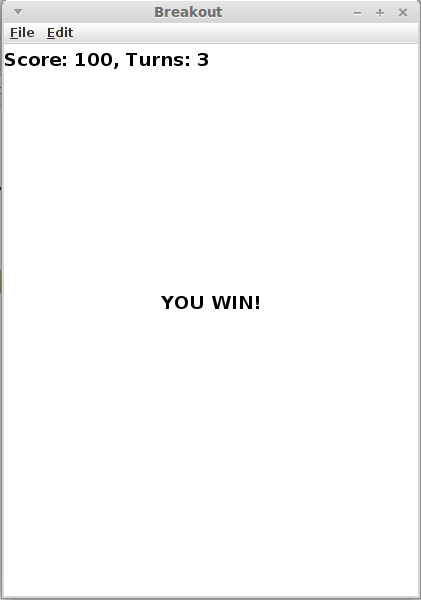 Breakout
File Edit
Score: 100, Turns: 3
YOU WIN!